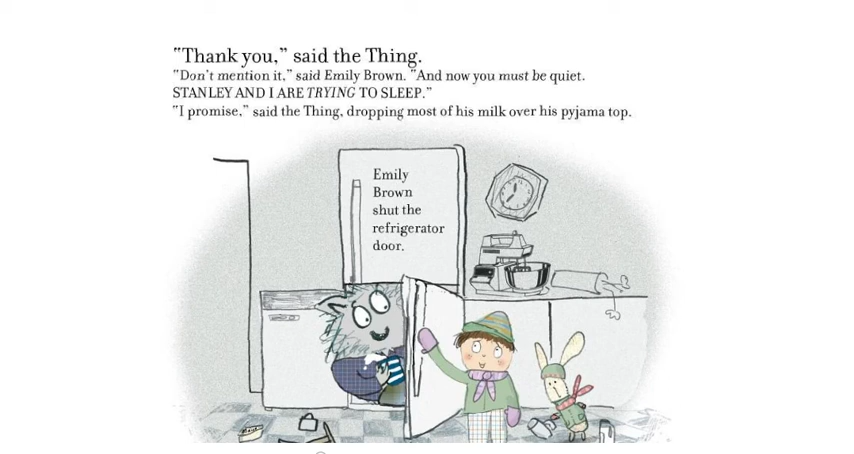 "Thank you," said the Thing.
"Don't mention it," said Emily Brown. "And now you must be quiet.
STANLEY AND I ARE TRYING TO SLEEP."
"I promise," said the Thing, dropping most of his milk over his pyjama top.
Emily
Brown
shut the
refrigerator
door.